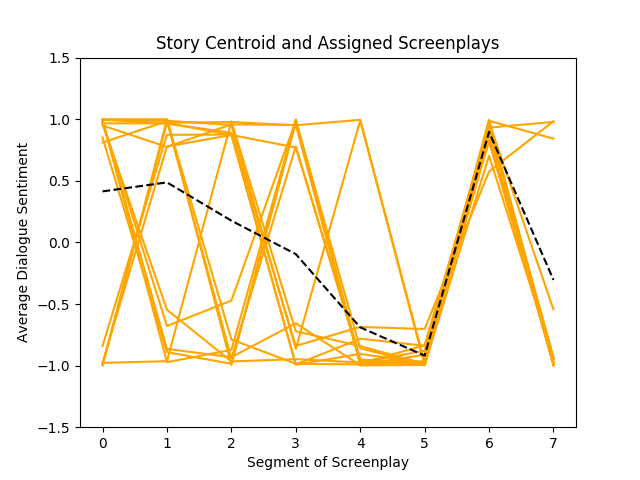 Story Centroid and Assigned Screenplays
1.5
1.0
0.5
0.0
−0.5
−1.0
−1.5
Average Dialogue Sentiment
0 1 2 3 4 5 6 7
Segment of Screenplay